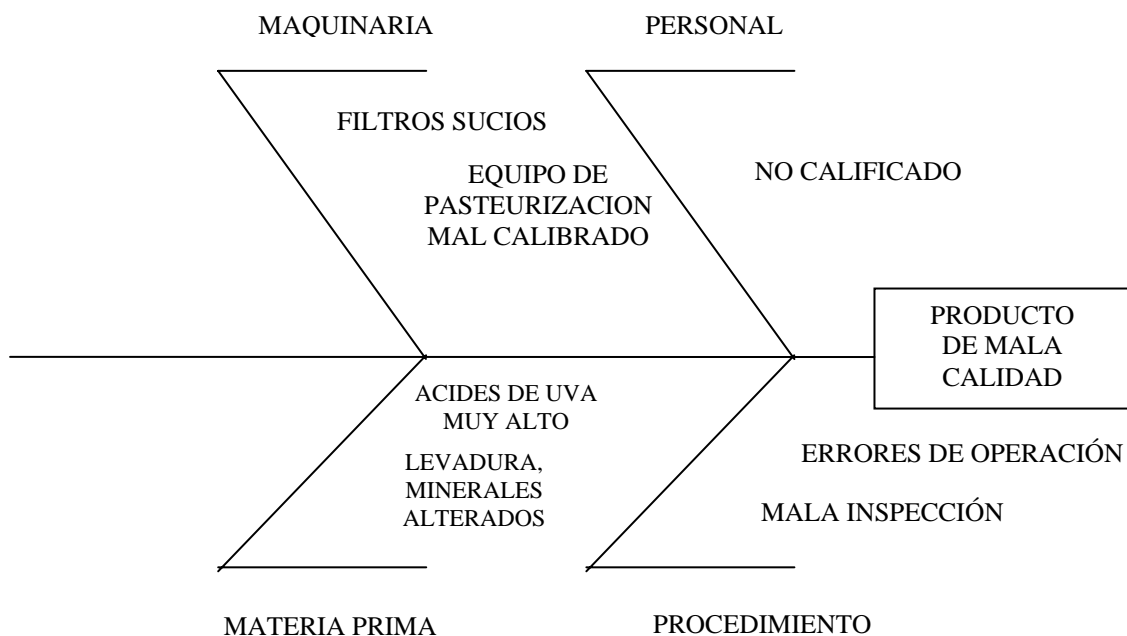 MAQUINARIA
PERSONAL
FILTROS SUCIOS
EQUIPO DE
PASTEURIZACION
MAL CALIBRADO
NO CALIFICADO
PRODUCTO
DE MALA
CALIDAD
ACIDES DE UVA
MUY ALTO
LEVADURA,
MINERALES
ALTERADOS
ERRORES DE OPERACIÓN
MALA INSPECCIÓN
MATERIA PRIMA
PROCEDIMIENTO